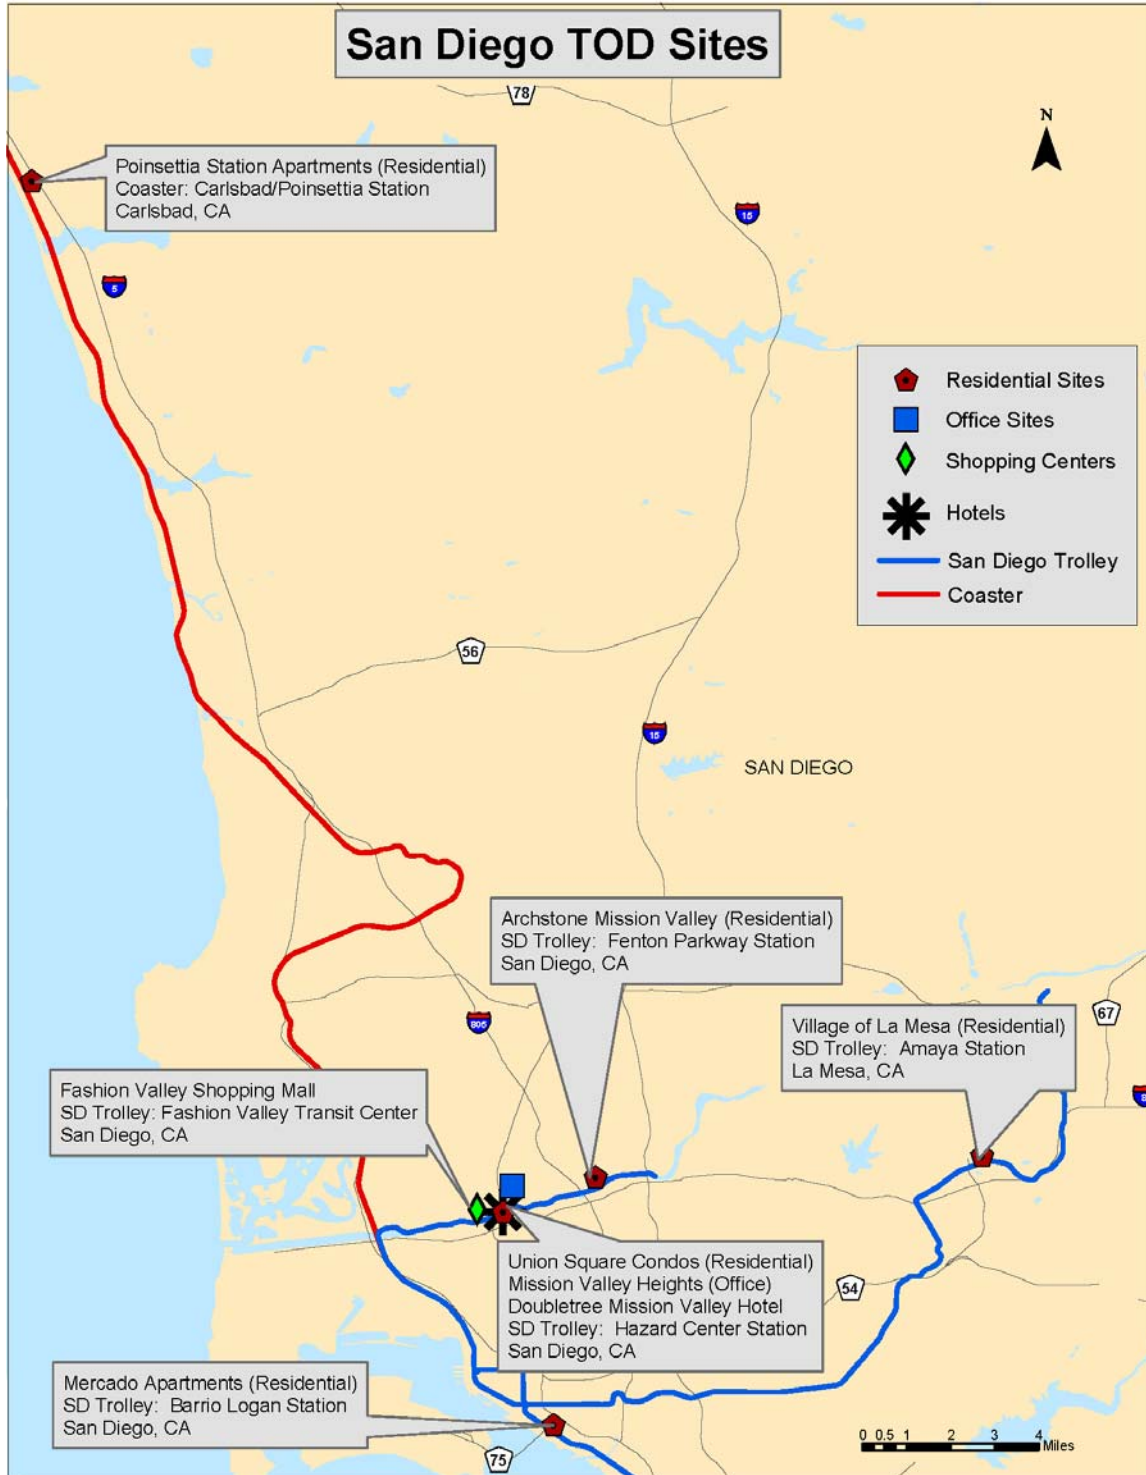 San Diego TOD Sites
78
N
Poinsettia Station Apartments (Residential)
Coaster: Carlsbad/Poinsettia Station
Carlsbad, CA
15
5
Residential Sites
Office Sites
Shopping Centers
Hotels
San Diego Trolley
Coaster
56
15
SAN DIEGO
Archstone Mission Valley (Residential)
SD Trolley: Fenton Parkway Station
San Diego, CA
805
67
Village of La Mesa (Residential)
SD Trolley: Amaya Station
La Mesa, CA
Fashion Valley Shopping Mall
SD Trolley: Fashion Valley Transit Center
San Diego, CA
8
Union Square Condos (Residential)
Mission Valley Heights (Office)
Doubletree Mission Valley Hotel
SD Trolley: Hazard Center Station
San Diego, CA
54
Mercado Apartments (Residential)
SD Trolley: Barrio Logan Station
San Diego, CA
75
0 0.5 1 2 3 4
Miles